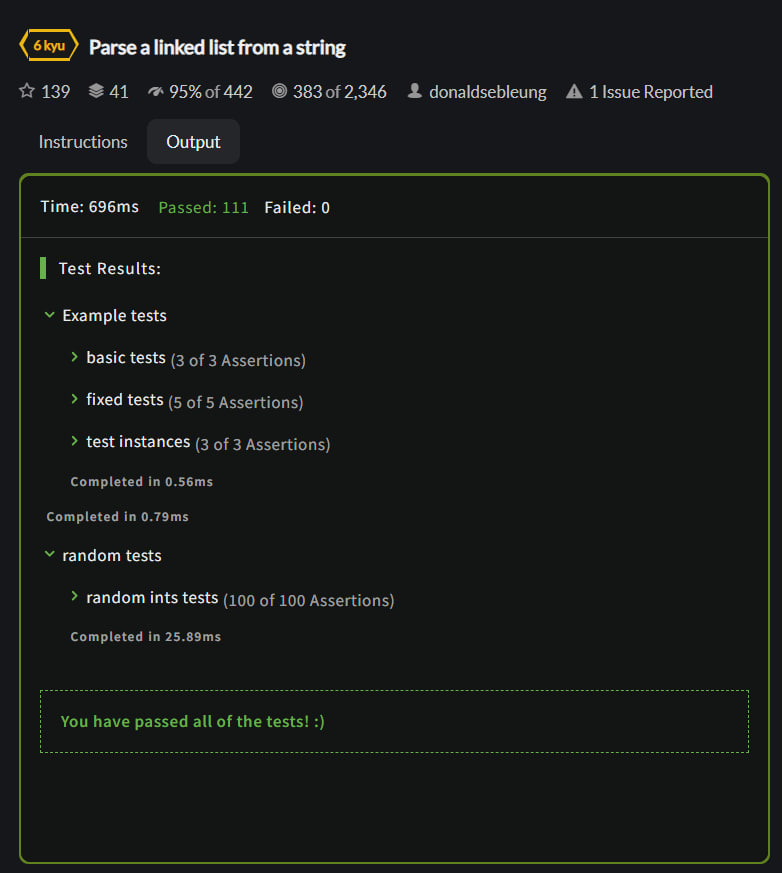 6 kyu Parse a linked list from a string
139 41 95% of 442 383 of 2,346 donaldsebleung 1 Issue Reported
Instructions Output
Time: 696ms Passed: 111 Failed: 0
Test Results:
Example tests
basic tests (3 of 3 Assertions)
fixed tests (5 of 5 Assertions)
test instances (3 of 3 Assertions)
Completed in 0.56ms
Completed in 0.79ms
random tests
random ints tests (100 of 100 Assertions)
Completed in 25.89ms
You have passed all of the tests! :)